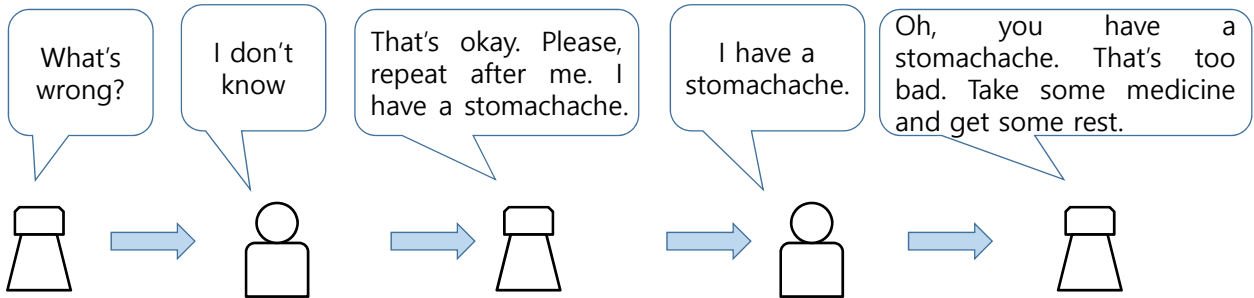 What's
wrong?
I don't
know
That's okay. Please,
repeat after me. I
have a stomachache.
I have a
stomachache.
Oh, you have a
stomachache. That's too
bad. Take some medicine
and get some rest.